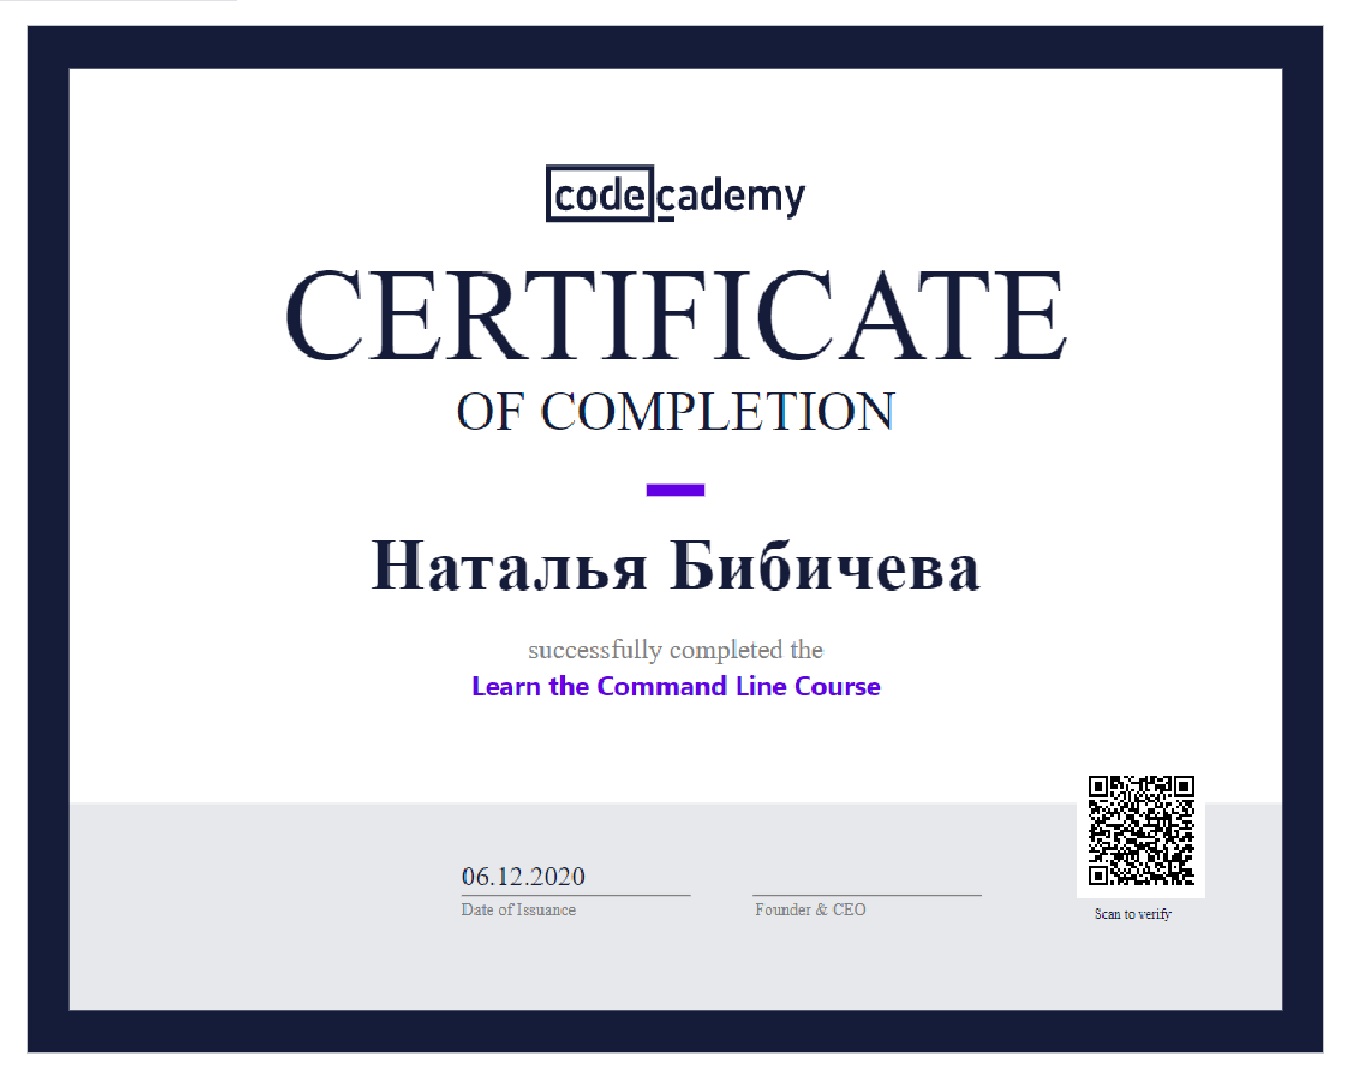 codecademy
CERTIFICATE
OF COMPLETION
Наталья Бибичева
successfully completed the
Learn the Command Line Course
06.12.2020
Date of Issuance
Founder & CEO
Scan to verify